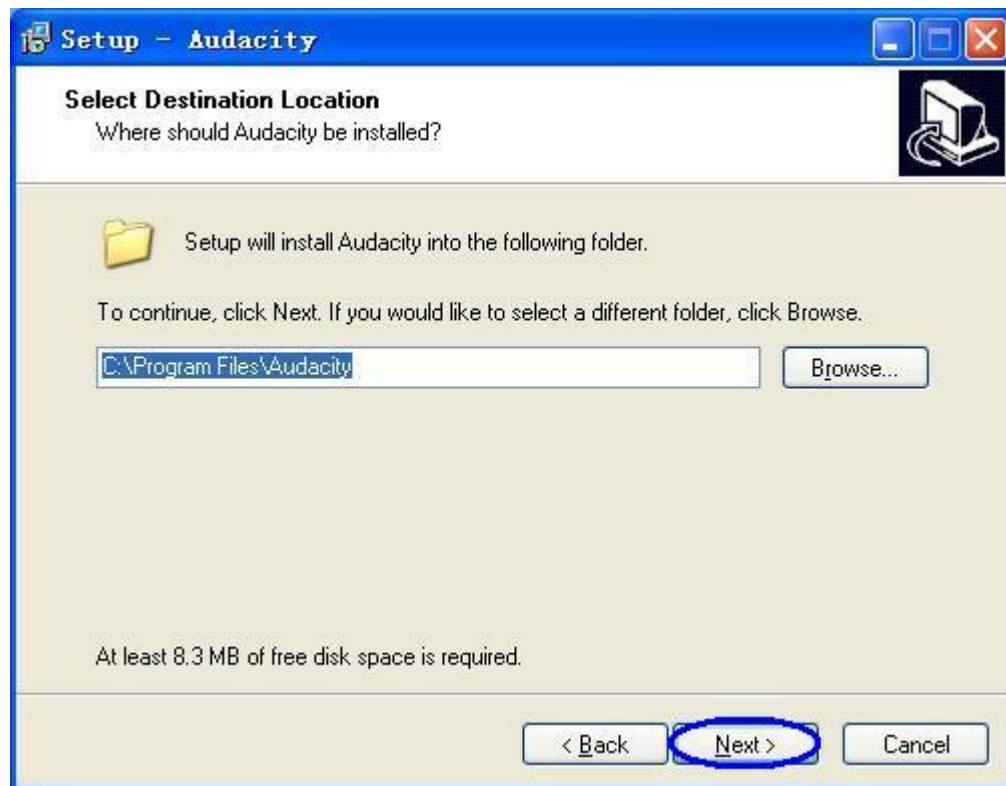 Setup - Audacity
Select Destination Location
Where should Audacity be installed?
Setup will install Audacity into the following folder.
To continue, click Next. If you would like to select a different folder, click Browse.
C:\Program Files\Audacity
Browse...
At least 8.3 MB of free disk space is required.
< Back
Next >
Cancel